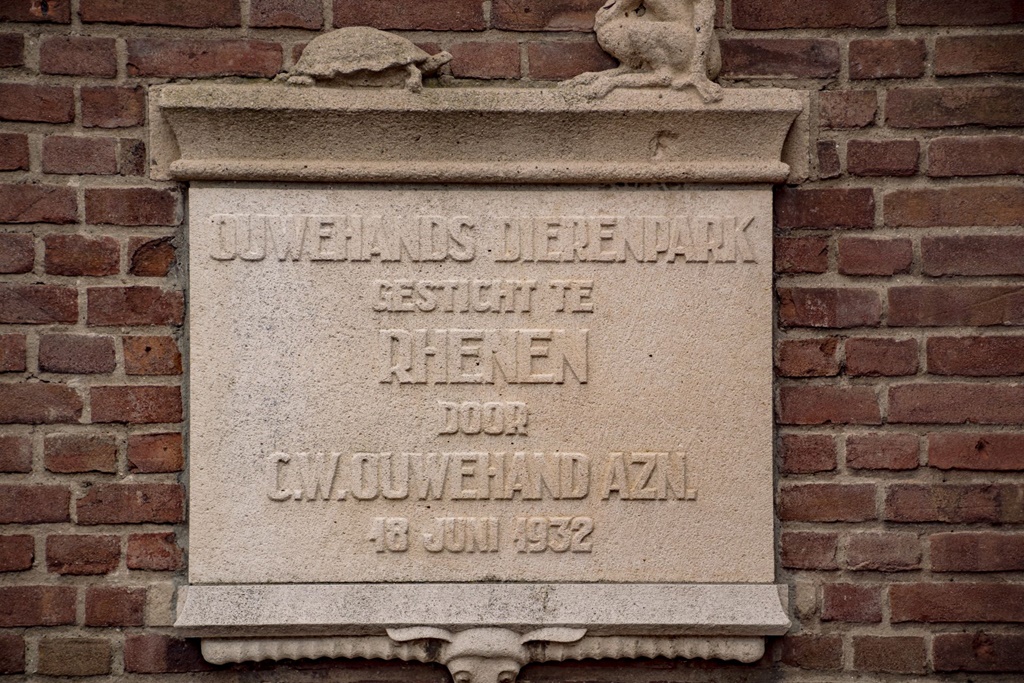 OUWEHANDS DIERENPARK
GESTICHT TE
RHENEN
DOOR
C.W. OUWEHAND AZN.
18 JUNI 1932